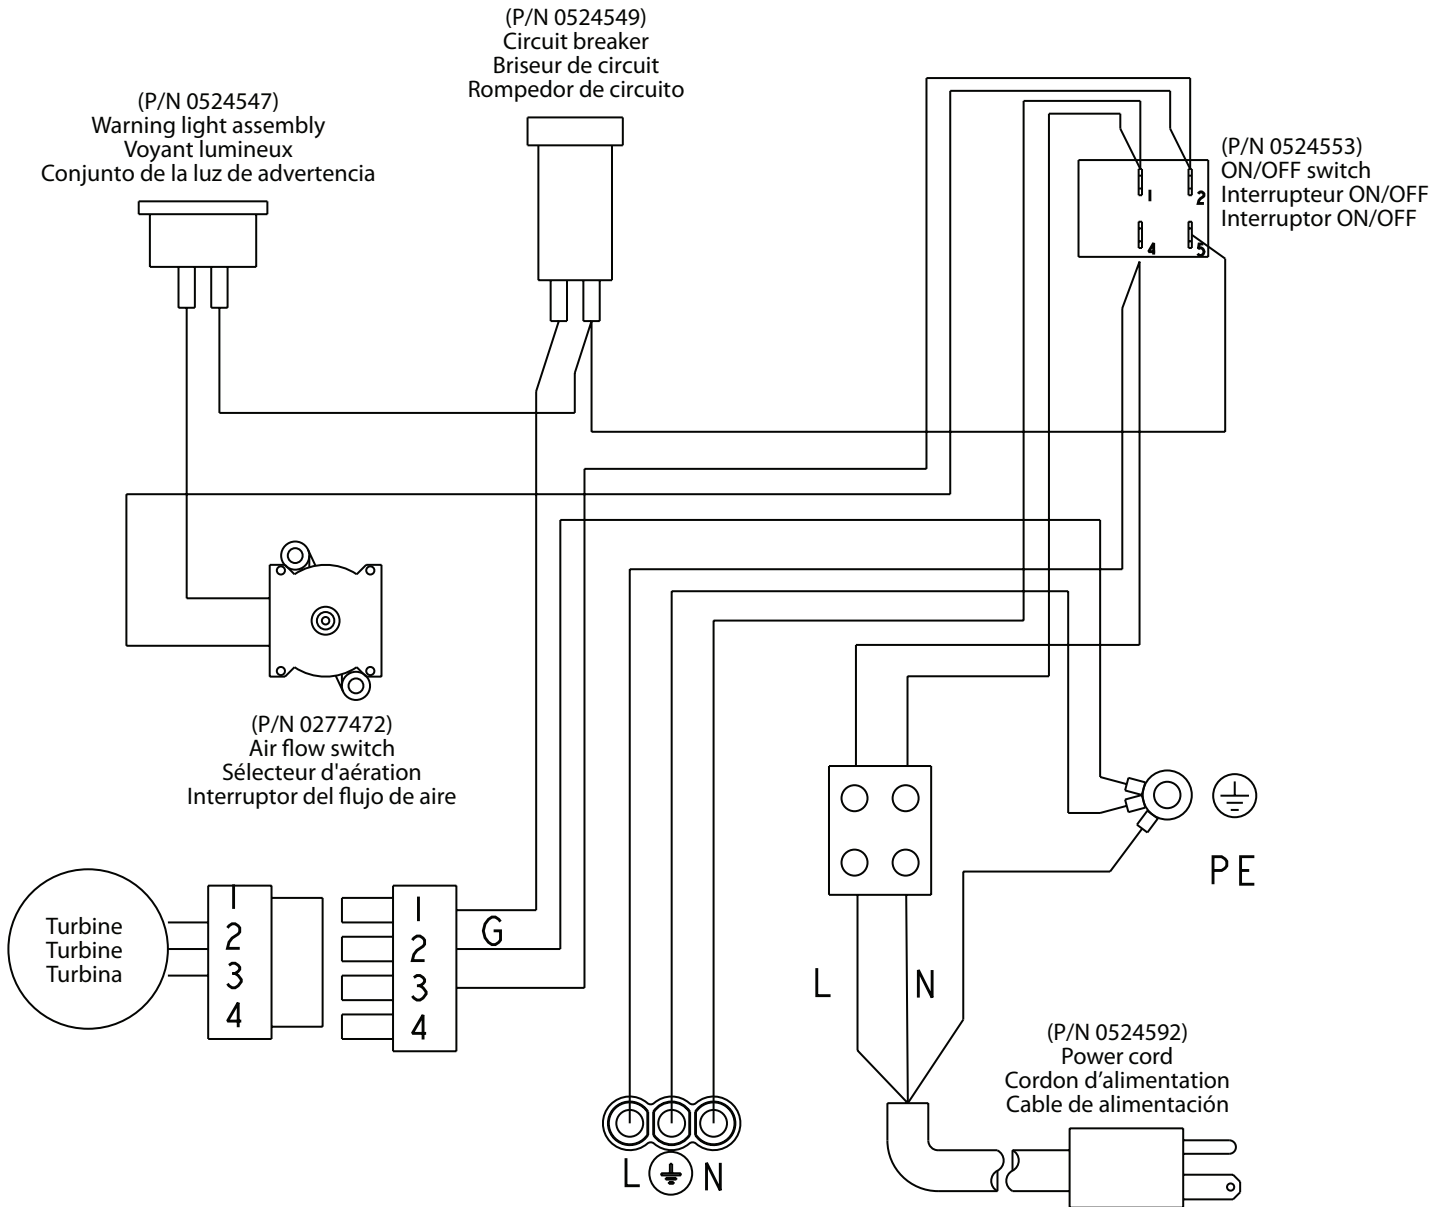 (P/N 0524549)
Circuit breaker
Briseur de circuit
Rompedor de circuito
(P/N 0524547)
Warning light assembly
Voyant lumineux
Conjunto de la luz de advertencia
(P/N 0524553)
ON/OFF switch
Interrupteur ON/OFF
Interruptor ON/OFF
1
2
4
5
(P/N 0277472)
Air flow switch
Sélecteur d'aération
Interruptor del flujo de aire
PE
Turbine
Turbine
Turbina
1
2
3
4
1
2
3
4
G
L
N
(P/N 0524592)
Power cord
Cordon d’alimentation
Cable de alimentación
L
N